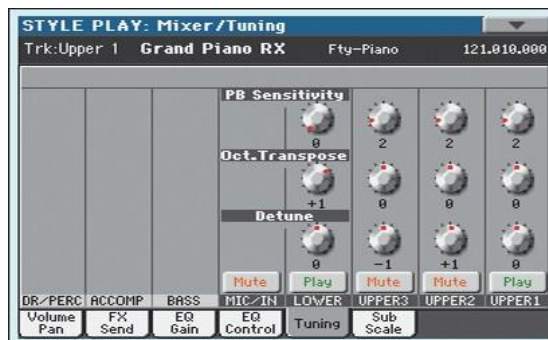 STYLE PLAY: Mixer/Tuning
Trk:Upper 1 Grand Piano RX Fty-Piano 121.010.000
PB Sensitivity
0 2 2 2
Oct.Transpose
+1 0 0 0
Detune
0 -1 +1 0
Mute Play Mute Mute Play
DR/PERC ACCOMP BASS MIC/IN LOWER UPPER3 UPPER2 UPPER1
Volume Pan FX Send EQ Gain EQ Control Tuning Sub Scale